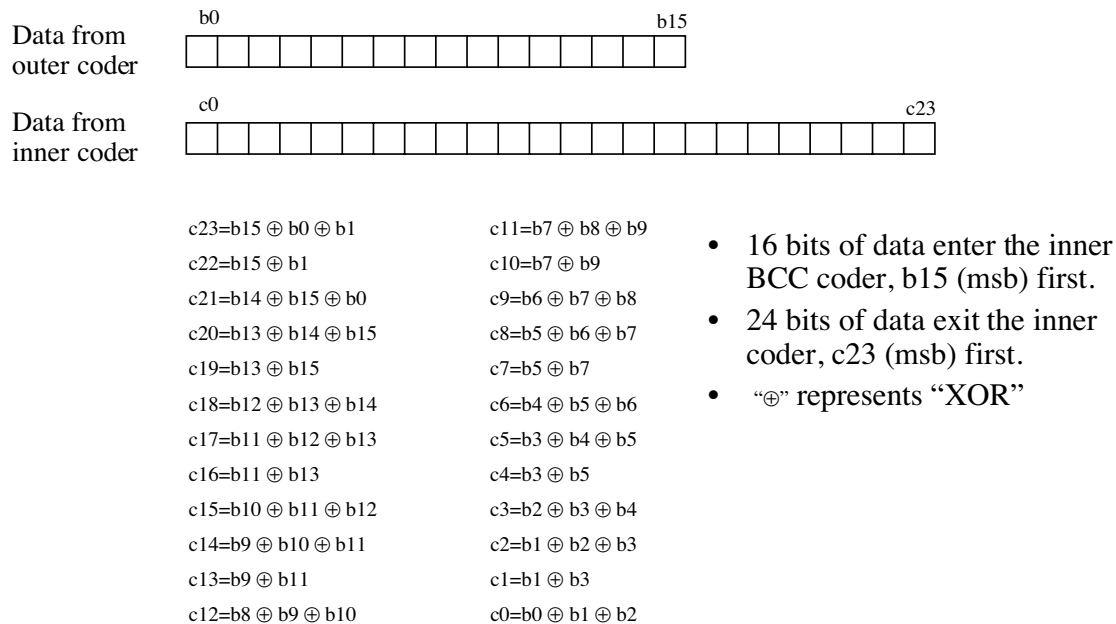 b0 b15
Data from
outer coder
c0 c23
Data from
inner coder
c23=b15 ⊕ b0 ⊕ b1
c22=b15 ⊕ b1
c21=b14 ⊕ b15 ⊕ b0
c20=b13 ⊕ b14 ⊕ b15
c19=b13 ⊕ b15
c18=b12 ⊕ b13 ⊕ b14
c17=b11 ⊕ b12 ⊕ b13
c16=b11 ⊕ b13
c15=b10 ⊕ b11 ⊕ b12
c14=b9 ⊕ b10 ⊕ b11
c13=b9 ⊕ b11
c12=b8 ⊕ b9 ⊕ b10
c11=b7 ⊕ b8 ⊕ b9
c10=b7 ⊕ b9
c9=b6 ⊕ b7 ⊕ b8
c8=b5 ⊕ b6 ⊕ b7
c7=b5 ⊕ b7
c6=b4 ⊕ b5 ⊕ b6
c5=b3 ⊕ b4 ⊕ b5
c4=b3 ⊕ b5
c3=b2 ⊕ b3 ⊕ b4
c2=b1 ⊕ b2 ⊕ b3
c1=b1 ⊕ b3
c0=b0 ⊕ b1 ⊕ b2
• 16 bits of data enter the inner
BCC coder, b15 (msb) first.
• 24 bits of data exit the inner
coder, c23 (msb) first.
• “⊕” represents “XOR”